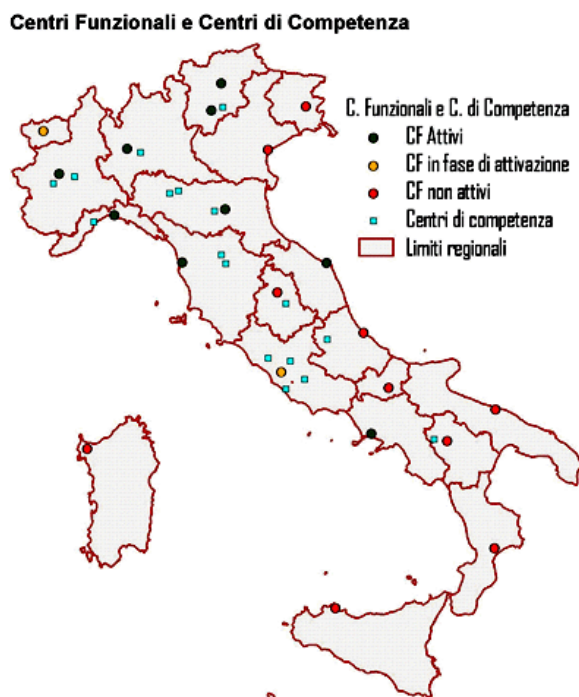 Centri Funzionali e Centri di Competenza
C. Funzionali e C. di Competenza
CF Attivi
CF in fase di attivazione
CF non attivi
Centri di competenza
Limiti regionali